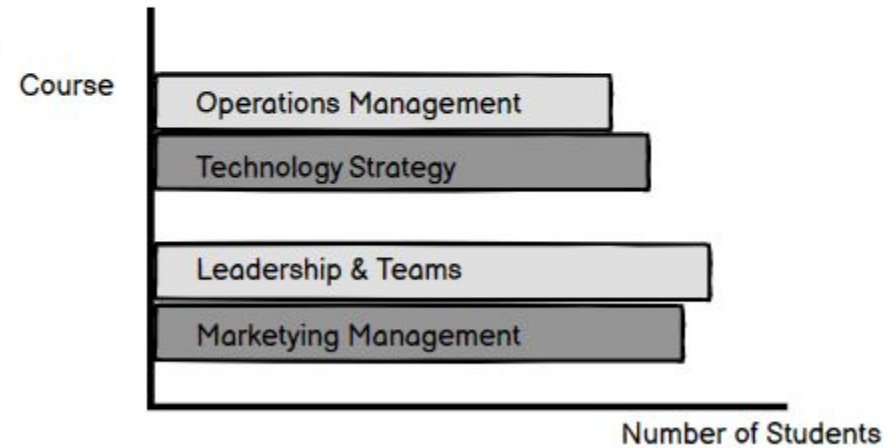 Course
Operations Management
Technology Strategy
Leadership & Teams
Marketying Management
Number of Students